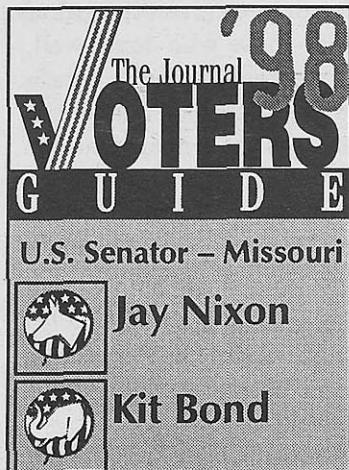 '98
The Journal
VOTERS
GUIDE
U.S. Senator – Missouri
Jay Nixon
Kit Bond